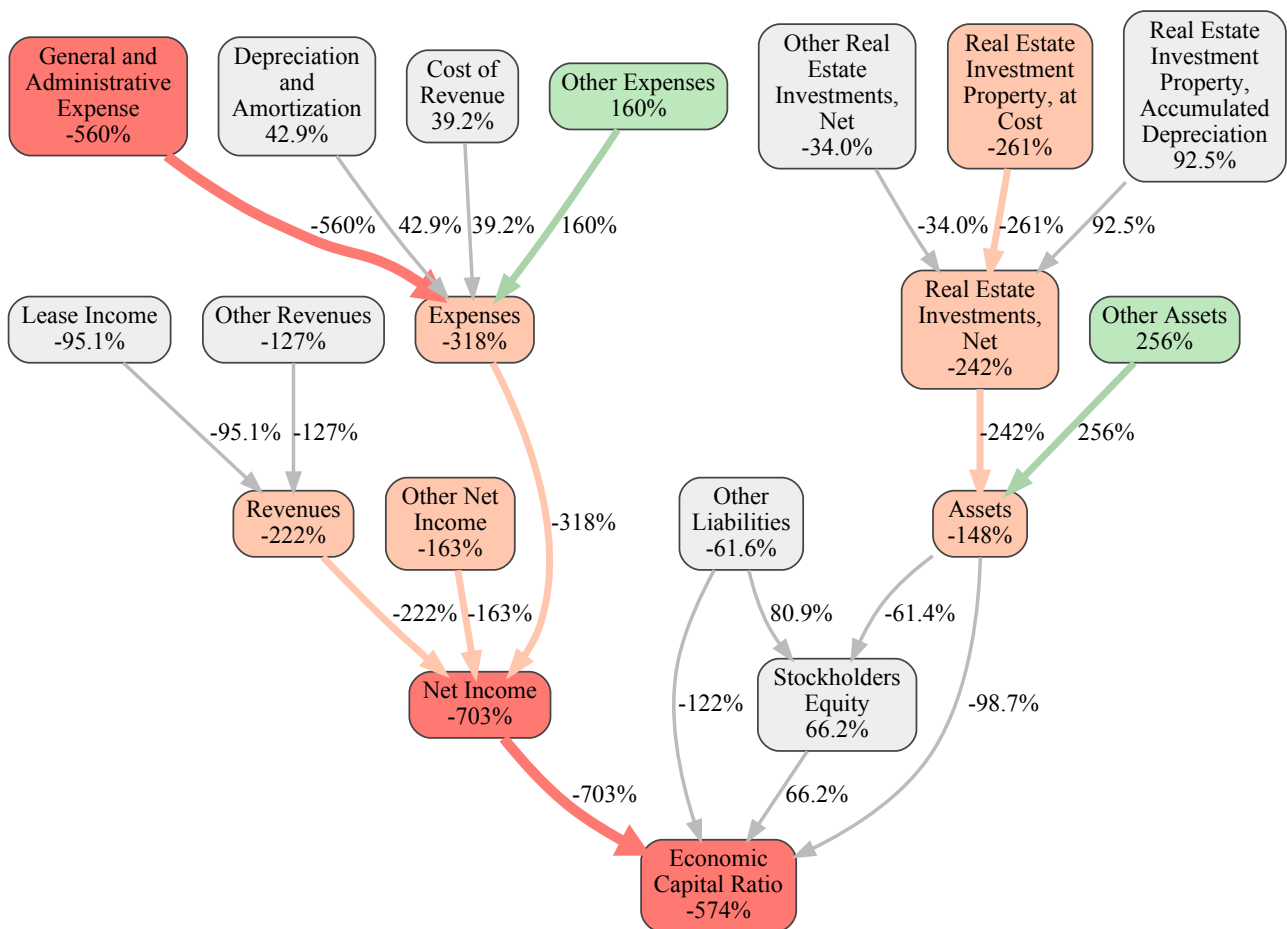 General and
Administrative
Expense
-560%
Depreciation
and
Amortization
42.9%
Cost of
Revenue
39.2%
Other Expenses
160%
Other Real
Estate
Investments,
Net
-34.0%
Real Estate
Investment
Property, at
Cost
-261%
Real Estate
Investment
Property,
Accumulated
Depreciation
92.5%
-560%
42.9%
39.2%
160%
-34.0%
-261%
92.5%
Lease Income
-95.1%
Other Revenues
-127%
Expenses
-318%
Real Estate
Investments,
Net
-242%
Other Assets
256%
-95.1%
-127%
-242%
256%
Revenues
-222%
Other Net
Income
-163%
-318%
Other
Liabilities
-61.6%
Assets
-148%
-222%
-163%
80.9%
-61.4%
Net Income
-703%
-122%
Stockholders
Equity
66.2%
-98.7%
-703%
66.2%
Economic
Capital Ratio
-574%